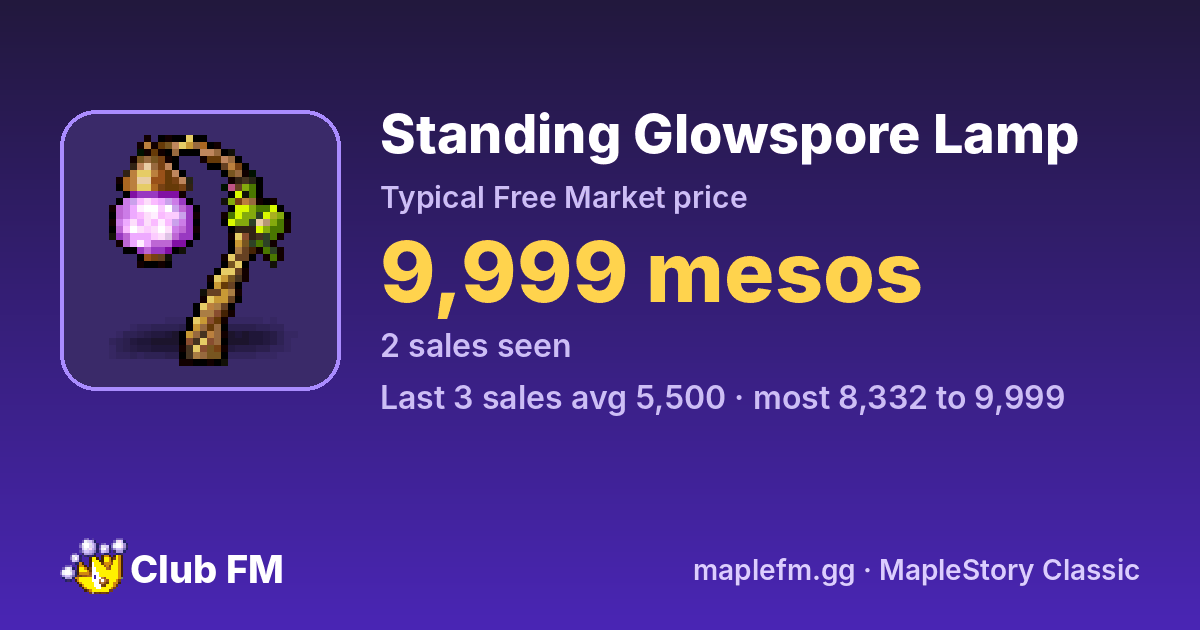 Standing Glowspore Lamp
Typical Free Market price
9,999 mesos
2 sales seen
Last 3 sales avg 5,500 · most 8,332 to 9,999
Club FM
maplefm.gg · MapleStory Classic